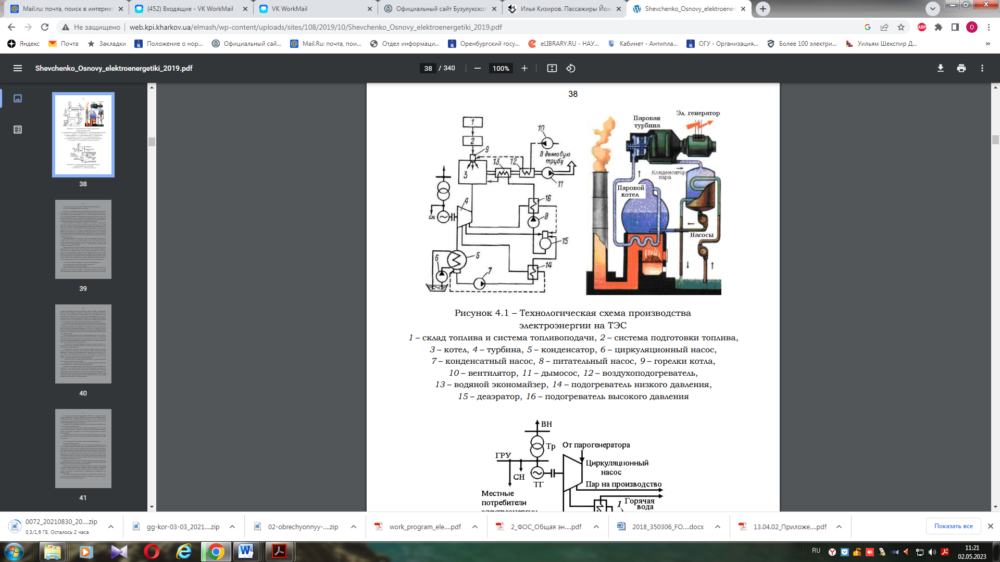 Mail.ru: почта, поиск в интернет
(452) Входящие - VK WorkMail
VK WorkMail
Официальный сайт Бузулукског
Илья Кизиров. Пассажиры Йом
Shevchenko_Osnovy_elektroener
Не защищено
web.kpi.kharkov.ua/elmash/wp-content/uploads/sites/108/2019/10/Shevchenko_Osnovy_elektroenergetiki_2019.pdf
ABP
O
Яндекс
Почта
Закладки
Положение о нор...
Официальный сай...
Mail.Ru: почта, пои...
Отдел информаци...
Оренбургский госу...
eLIBRARY.RU - НАУ...
Кабинет - Антипла...
ОГУ - Организация...
Более 100 электри...
Уильям Шекспир Д...
»
Shevchenko_Osnovy_elektroenergetiki_2019.pdf
38 / 340
100%
38
39
40
41
38
1
2
9
3
13
12
10
В дымовую
трубу
11
4
сн
16
8
15
6
5
7
14
Эл. генератор
Паровая
турбина
Конденсатор
пара
Паровой
котел
Насосы
Рисунок 4.1 – Технологическая схема производства
электроэнергии на ТЭС
1 – склад топлива и система топливоподачи, 2 – система подготовки топлива,
3 – котел, 4 – турбина, 5 – конденсатор, 6 – циркуляционный насос,
7 – конденсатный насос, 8 – питательный насос, 9 – горелки котла,
10 – вентилятор, 11 – дымосос, 12 – воздухоподогреватель,
13 – водяной экономайзер, 14 – подогреватель низкого давления,
15 – деаэратор, 16 – подогреватель высокого давления
ВН
Тр
От парогенератора
ГРУ
Циркуляционный
насос
СН
ТГ
Пар на производство
Местные
потребители
1
Горячая
вода
0072_20210830_20....zip
0,3/1,6 ГБ, Осталось 2 часа
gg-kor-03-03_2021....zip
02-obrechyonnyy-....zip
work_program_ele....pdf
2_ФОС_Общая эн....pdf
2018_350306_FO....docx
13.04.02_Приложе....pdf
Показать все
RU
11:21
02.05.2023